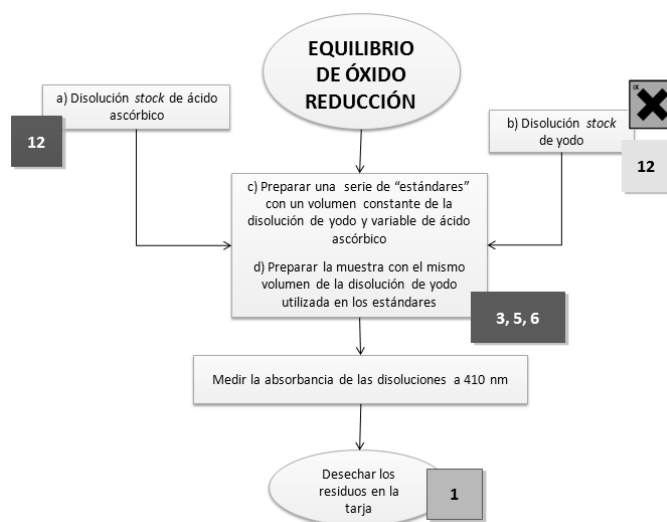 EQUILIBRIO
DE ÓXIDO
REDUCCIÓN
a) Disolución stock de ácido
ascórbico
12
b) Disolución stock
de yodo
12
c) Preparar una serie de “estándares”
con un volumen constante de la
disolución de yodo y variable de ácido
ascórbico
d) Preparar la muestra con el mismo
volumen de la disolución de yodo
utilizada en los estándares
3, 5, 6
Medir la absorbancia de las disoluciones a 410 nm
Desechar los
residuos en la
tarja
1